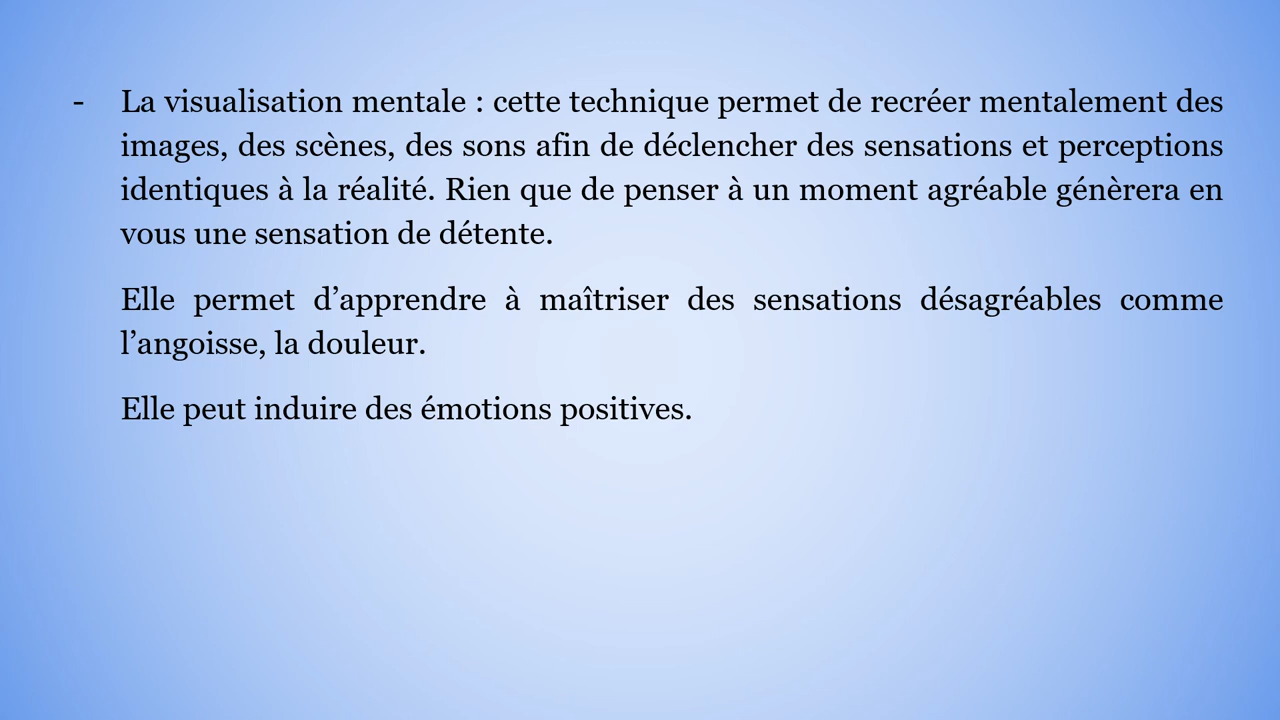 - La visualisation mentale : cette technique permet de recréer mentalement des
images, des scènes, des sons afin de déclencher des sensations et perceptions
identiques à la réalité. Rien que de penser à un moment agréable génèrera en
vous une sensation de détente.
Elle permet d’apprendre à maîtriser des sensations désagréables comme
l’angoisse, la douleur.
Elle peut induire des émotions positives.